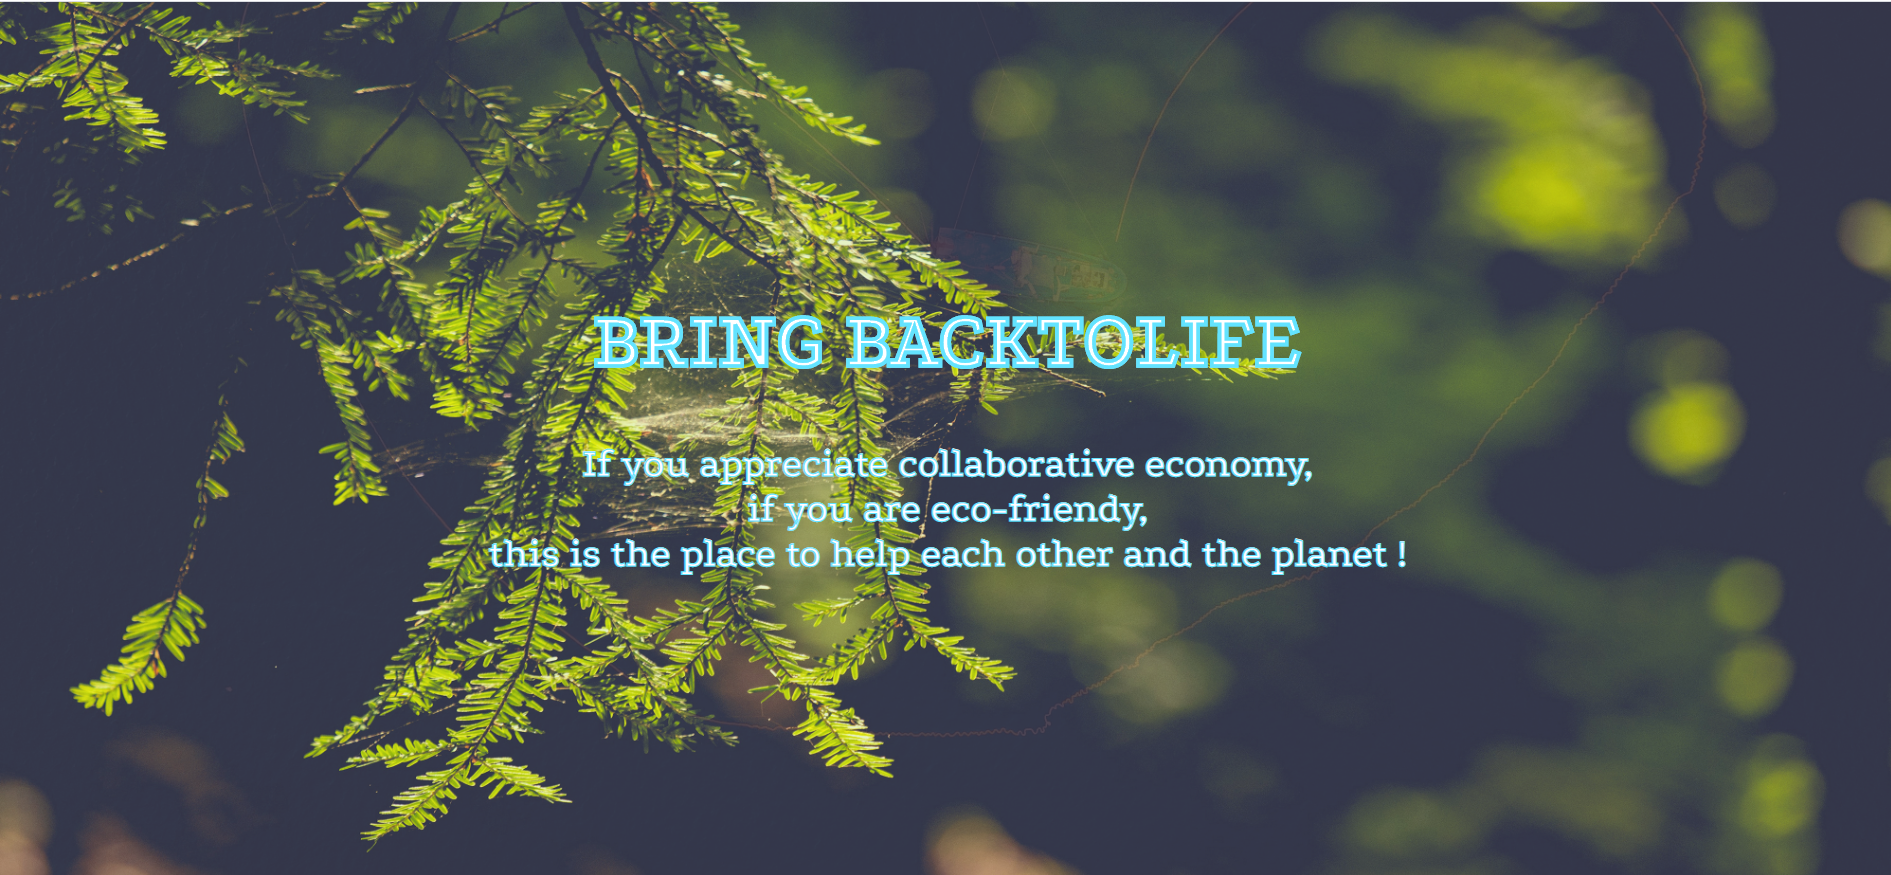 BRING BACKTOLIFE
If you appreciate collaborative economy,
if you are eco-friendy,
this is the place to help each other and the planet !